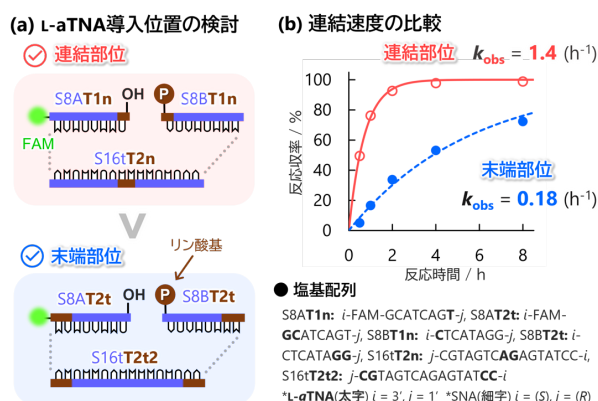 (a) L-aTNA導入位置の検討
連結部位
OH
P
S8AT1n
S8BT1n
FAM
S16tT2n
V
末端部位
リン酸基
OH
P
S8AT2t
S8BT2t
S16tT2t2
(b) 連結速度の比較
連結部位 kobs = 1.4 (h-1)
100
80
60
40
20
0
反応収率 / %
末端部位
kobs = 0.18 (h-1)
0 2 4 6 8
反応時間 / h
● 塩基配列
S8AT1n: i-FAM-GCATCAGT-j, S8AT2t: i-FAM-
GCATCAGT-j, S8BT1n: i-CTCATAGG-j, S8BT2t: i-
CTCATAGG-j, S16tT2n: j-CGTAGTCAGAGTATCC-i,
S16tT2t2: j-CGTAGTCAGAGTATCC-i
*L-aTNA(太字) i = 3′, j = 1′ *SNA(細字) i = (S), j = (R)